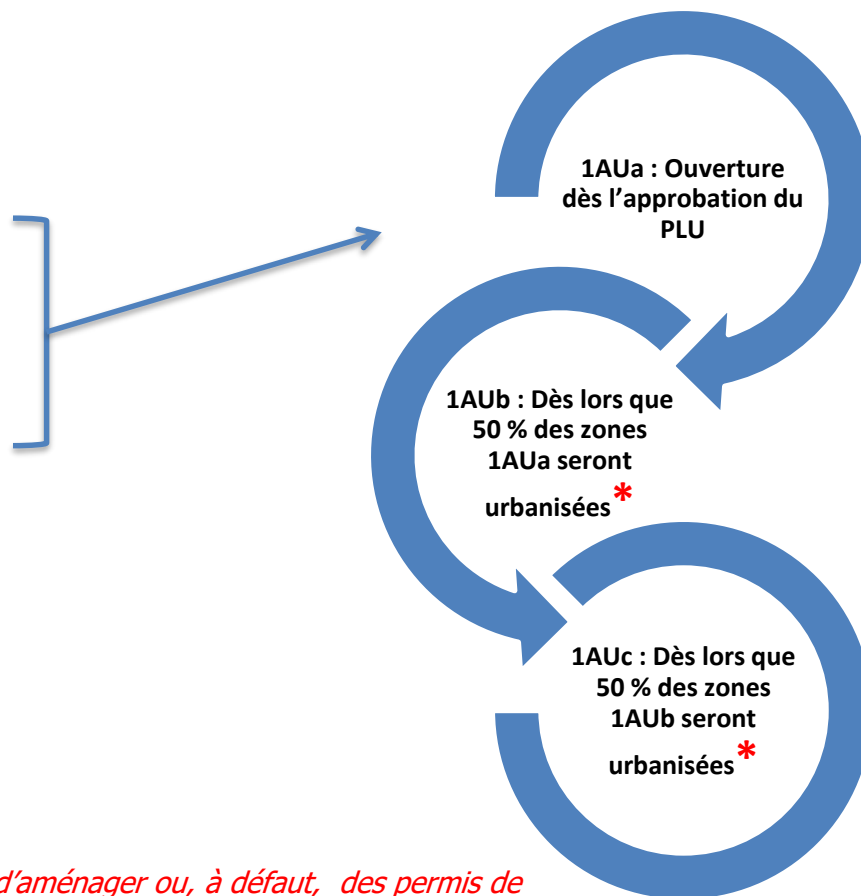 1AUa : Ouverture
dès l’approbation du
PLU
1AUb : Dès lors que
50 % des zones
1AUa seront
urbanisées*
1AUc : Dès lors que
50 % des zones
1AUb seront
urbanisées*
d’aménager ou, à défaut, des permis de